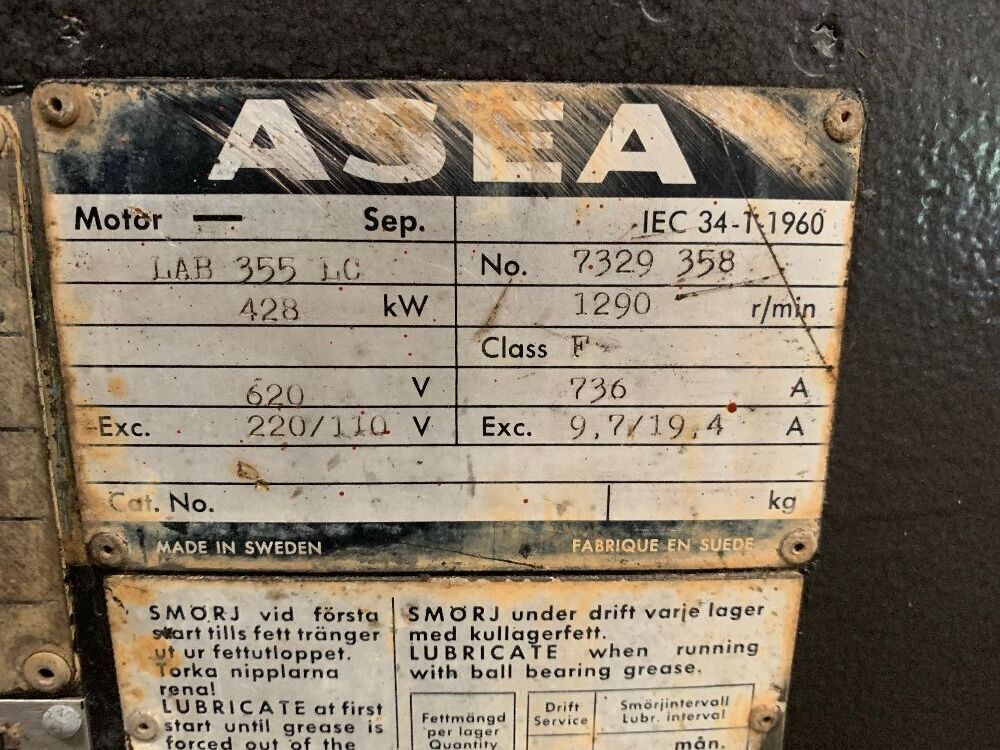 ASEA
Motor — Sep. IEC 34-1-1960
LAB 355 LC No. 7329 358
428 kW 1290 r/min
Class F
620 V 736 A
Exc. 220/110 V Exc. 9,7/19,4 A
Cat. No. kg
MADE IN SWEDEN FABRIQUE EN SUEDE
SMÖRJ vid första
start tills fett tränger
ut ur fettutloppet.
Torka nipplarna
rena!
LUBRICATE at first
start until grease is
forced out of the
SMÖRJ under drift varje lager
med kullagerfett.
LUBRICATE when running
with ball bearing grease.
Fettmängd
per lager
Quantity
Drift
Service
Smörjintervall
Lubr. interval
mån.